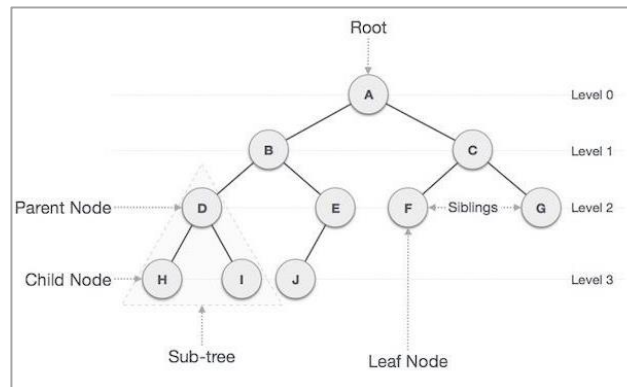 Root
A
Level 0
B
C
Level 1
Parent Node
D
E
F
Siblings
G
Level 2
Child Node
H
I
J
Level 3
Sub-tree
Leaf Node